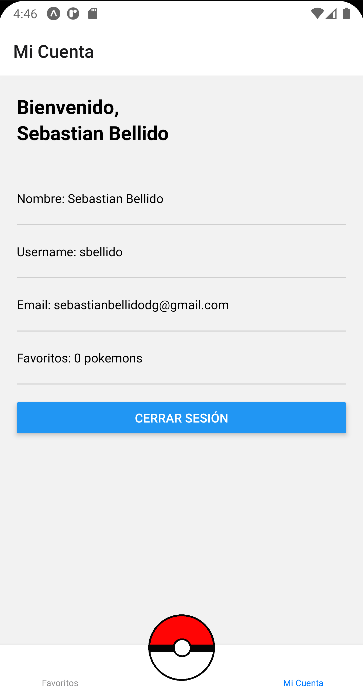 4:46
Mi Cuenta
Bienvenido,
Sebastian Bellido
Nombre: Sebastian Bellido
Username: sbellido
Email: sebastianbellidodg@gmail.com
Favoritos: 0 pokemons
CERRAR SESIÓN
Favoritos
Mi Cuenta